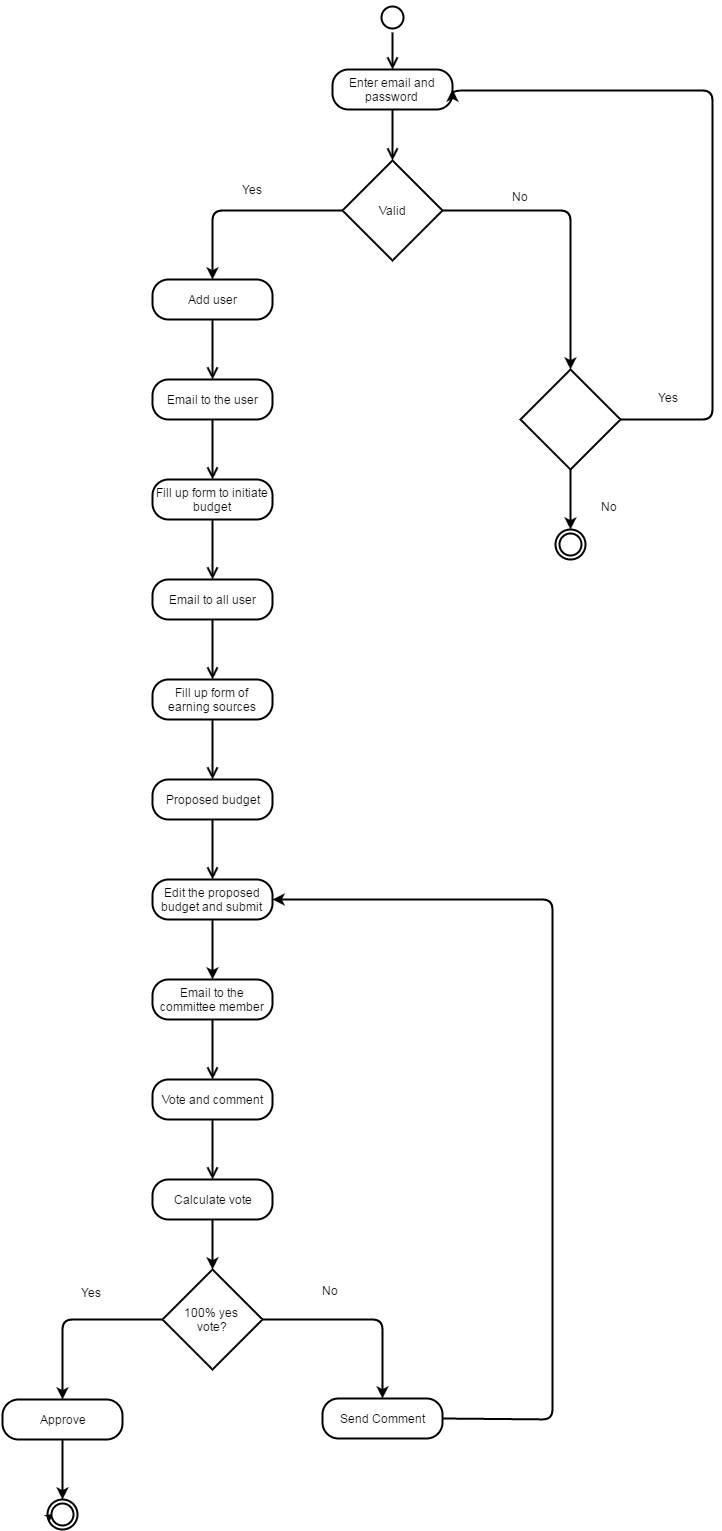 Enter email and
password
Yes
No
Valid
Add user
Email to the user
Yes
Fill up form to initiate
budget
No
Email to all user
Fill up form of
earning sources
Proposed budget
Edit the proposed
budget and submit
Email to the
committee member
Vote and comment
Calculate vote
Yes
No
100% yes
vote?
Approve
Send Comment